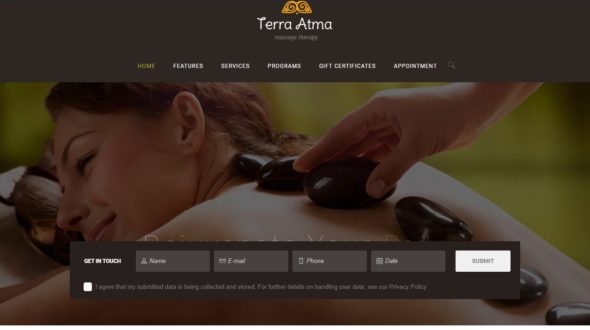 Terra Atma
massage therapy
HOME FEATURES SERVICES PROGRAMS GIFT CERTIFICATES APPOINTMENT
GET IN TOUCH Name E-mail Phone Date SUBMIT
I agree that my submitted data is being collected and stored. For further details on handling user data, see our Privacy Policy